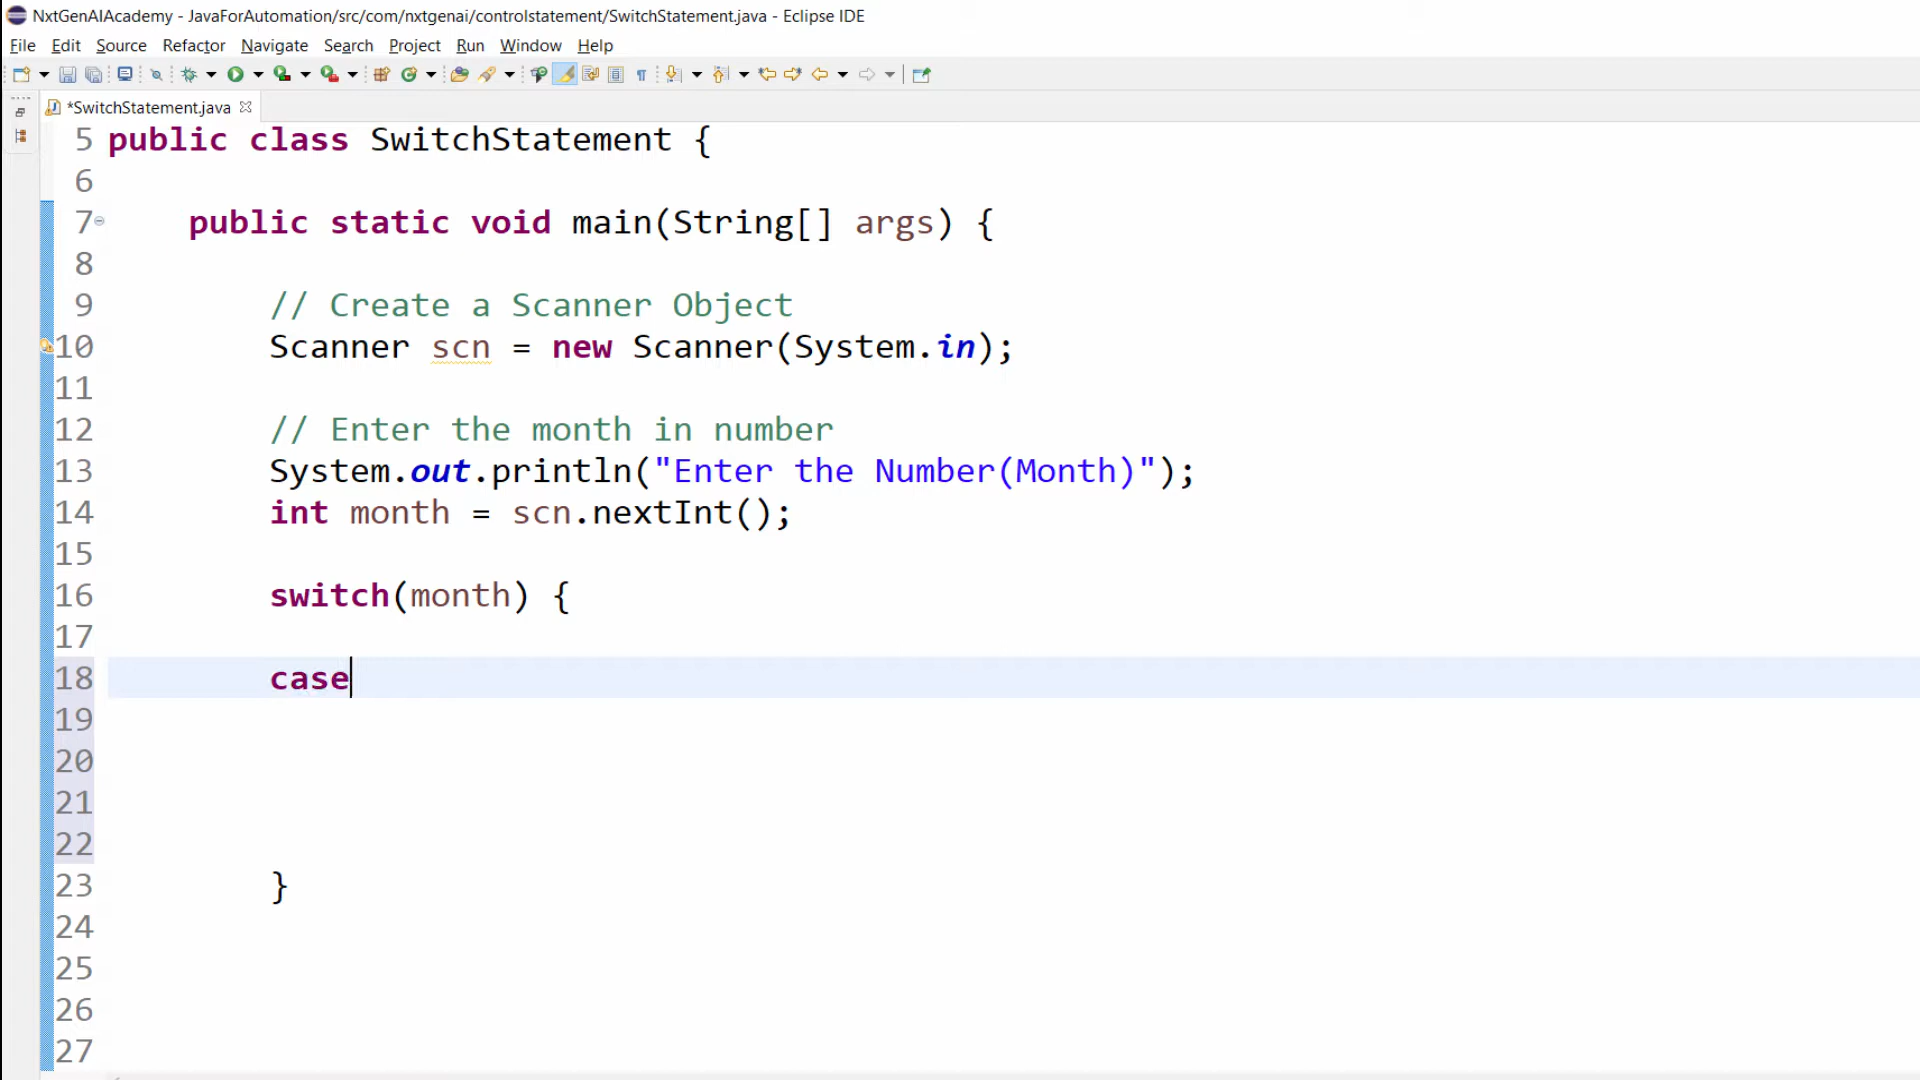 NxtGenAIAcademy - JavaForAutomation/src/com/nxtgenai/controlstatement/SwitchStatement.java - Eclipse IDE
File Edit Source Refactor Navigate Search Project Run Window Help
*SwitchStatement.java
5 public class SwitchStatement {
6
7 public static void main(String[] args) {
8
9 // Create a Scanner Object
10 Scanner scn = new Scanner(System.in);
11
12 // Enter the month in number
13 System.out.println("Enter the Number(Month)");
14 int month = scn.nextInt();
15
16 switch(month) {
17
18 case
19
20
21
22
23 }
24
25
26
27